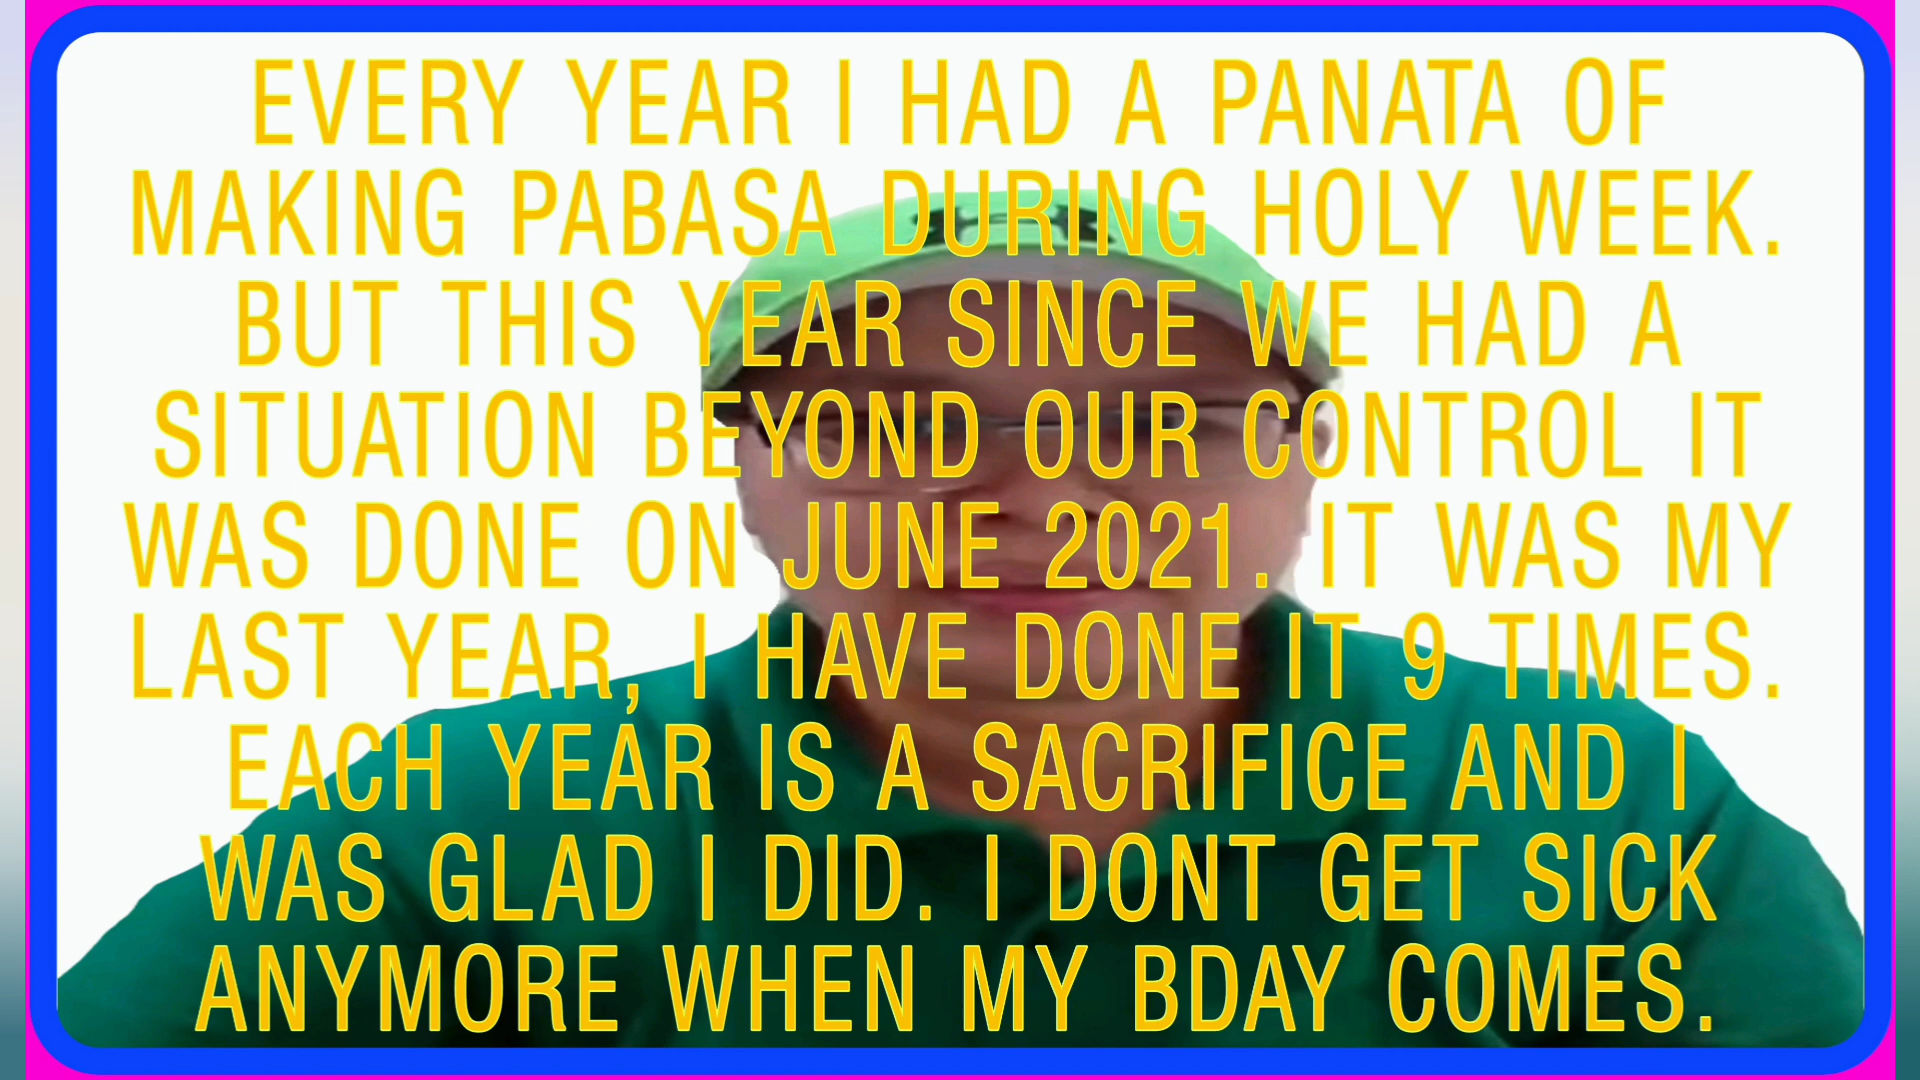 EVERY YEAR I HAD A PANATA OF
MAKING PABASA DURING HOLY WEEK.
BUT THIS YEAR SINCE WE HAD A
SITUATION BEYOND OUR CONTROL IT
WAS DONE ON JUNE 2021. IT WAS MY
LAST YEAR, I HAVE DONE IT 9 TIMES.
EACH YEAR IS A SACRIFICE AND I
WAS GLAD I DID. I DONT GET SICK
ANYMORE WHEN MY BDAY COMES.